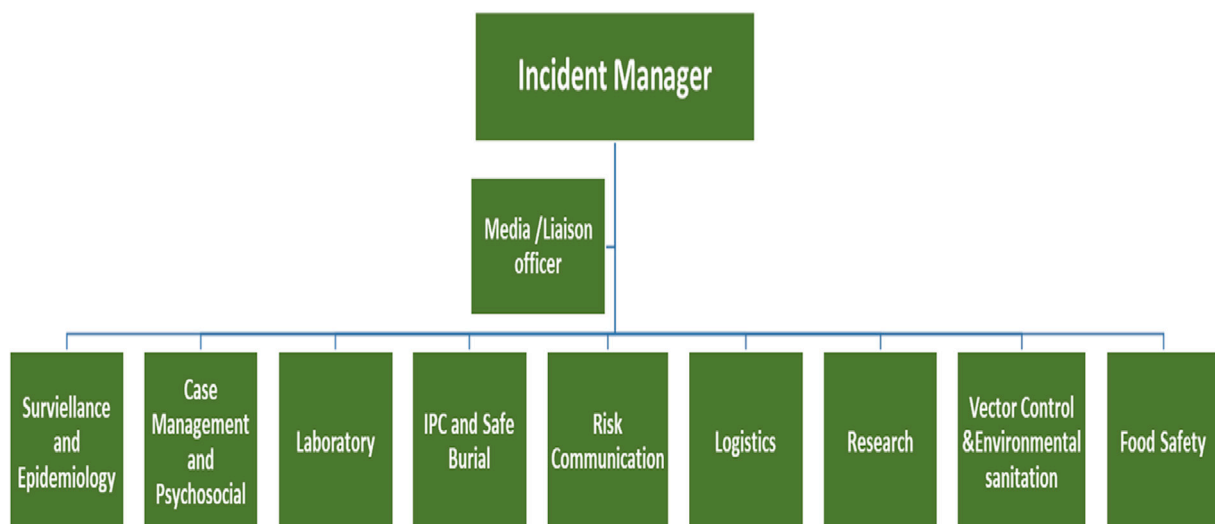 Incident Manager
Media /Liaison
officer
Surviellance
and
Epidemiology
Case
Management
and
Psychosocial
Laboratory
IPC and Safe
Burial
Risk
Communication
Logistics
Research
Vector Control
&Environmental
sanitation
Food Safety